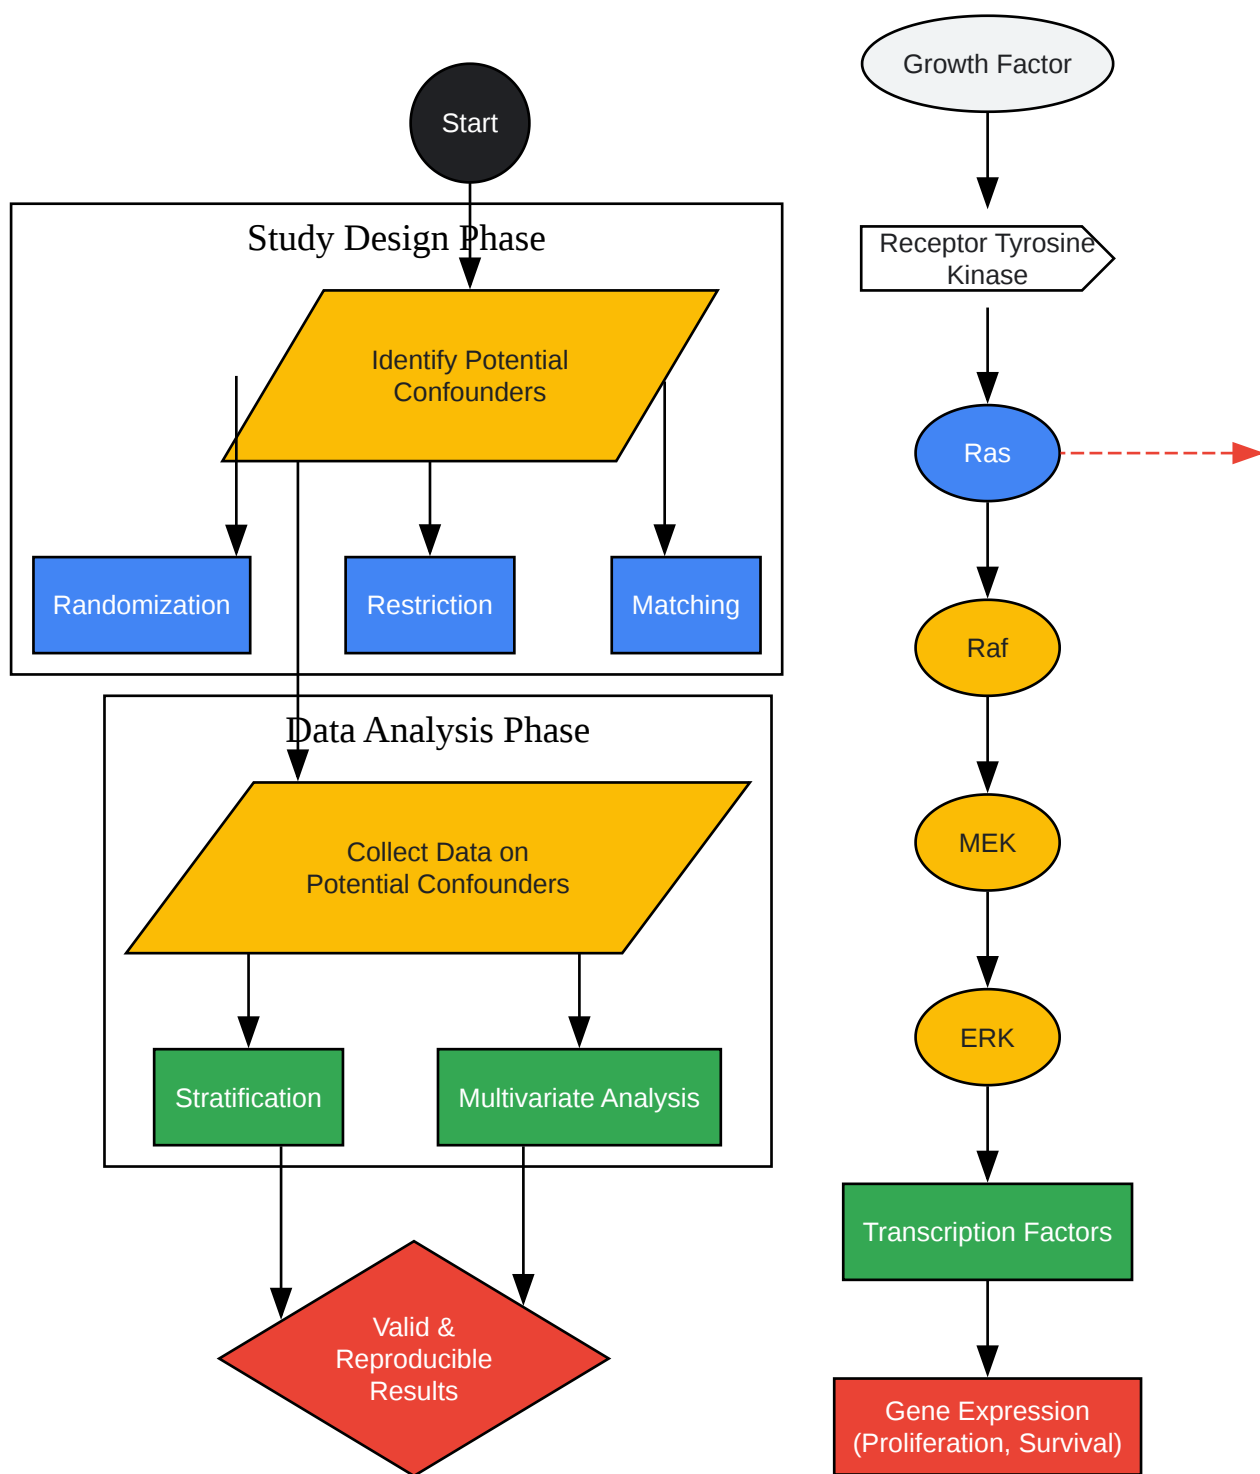 Start
Study Design Phase
Identify Potential
Confounders
Randomization
Restriction
Matching
Data Analysis Phase
Collect Data on
Potential Confounders
Stratification
Multivariate Analysis
Valid &
Reproducible
Results
Growth Factor
Receptor Tyrosine
Kinase
Ras
Raf
MEK
ERK
Transcription Factors
Gene Expression
(Proliferation, Survival)